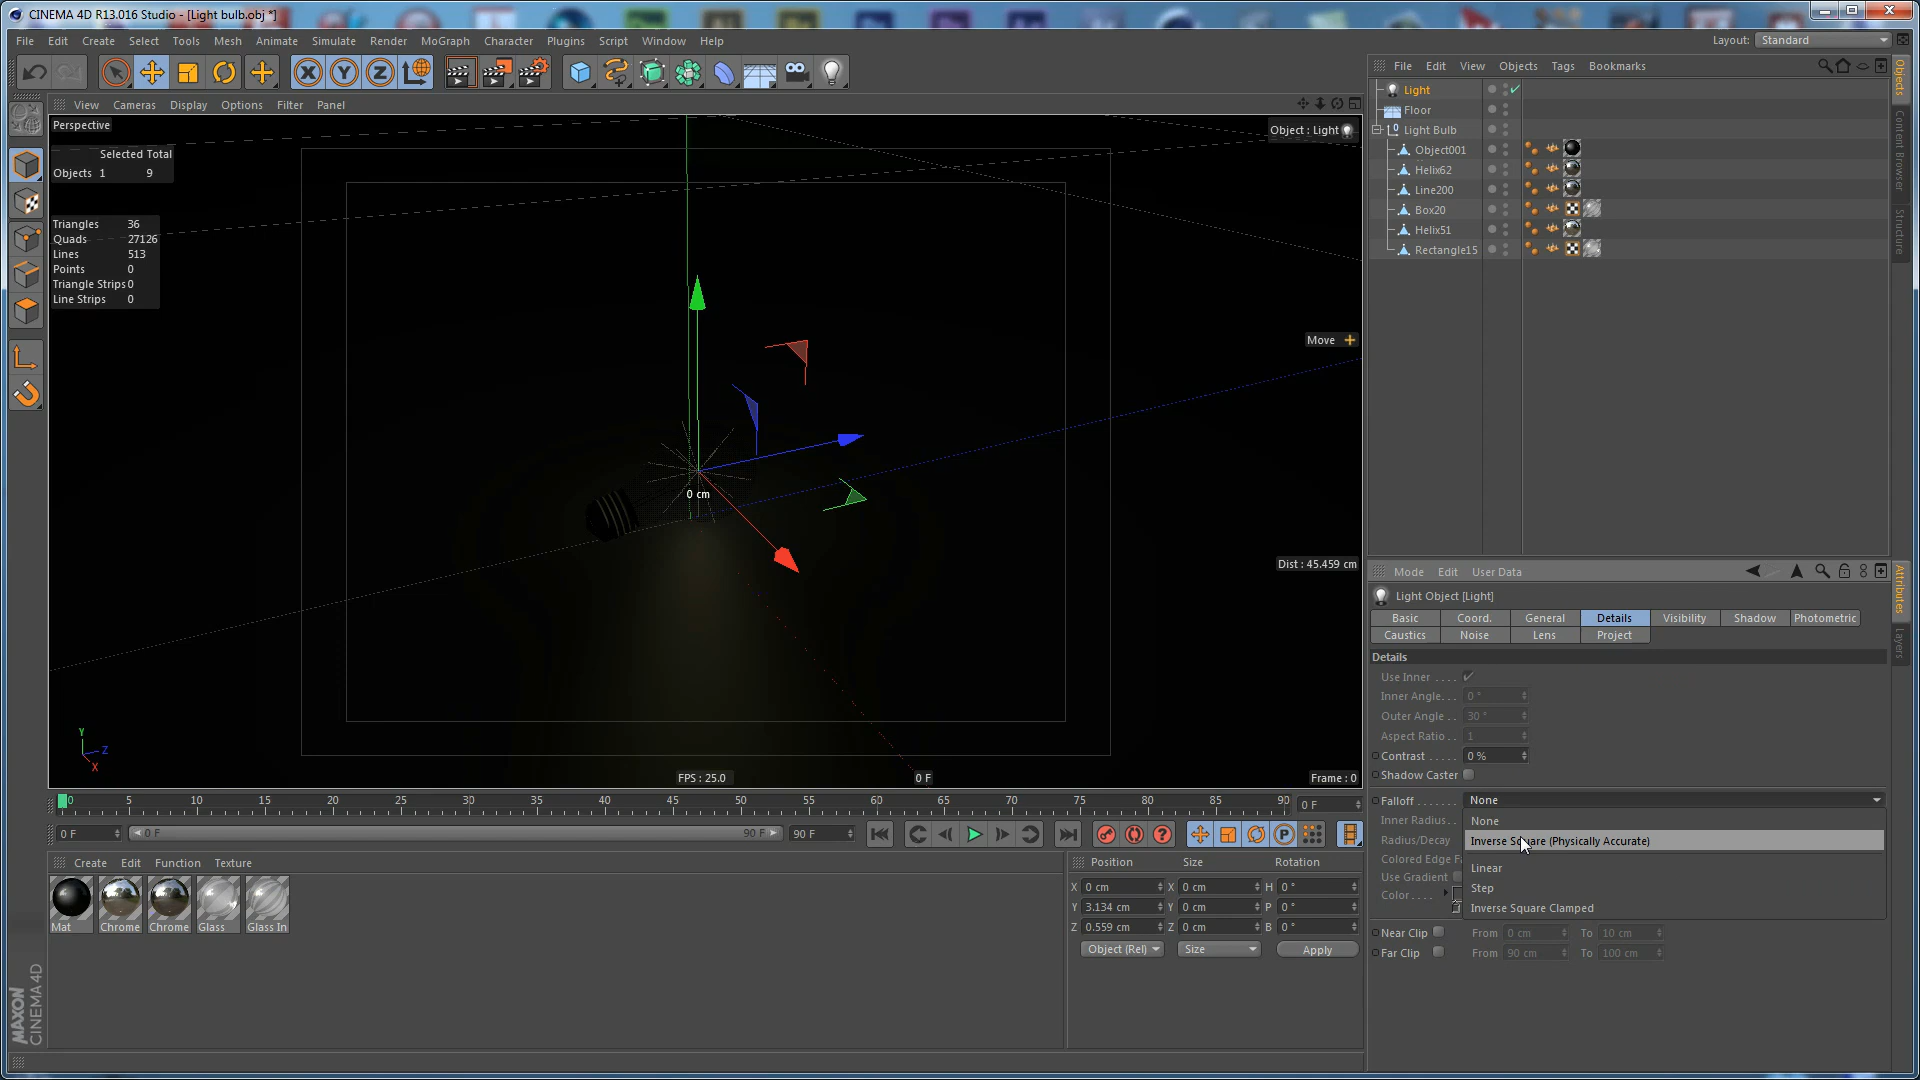 CINEMA 4D R13.016 Studio - [Light bulb.obj *]
File Edit Create Select Tools Mesh Animate Simulate Render MoGraph Character Plugins Script Window Help
Layout: Standard
View Cameras Display Options Filter Panel
Perspective
Object : Light
Selected Total
Objects 1 9
Triangles 36
Quads 27126
Lines 513
Points 0
Triangle Strips 0
Line Strips 0
Move
0 cm
Dist : 45.459 cm
Y
Z
X
FPS : 25.0
0 F
Frame : 0
0 5 10 15 20 25 30 35 40 45 50 55 60 65 70 75 80 85 90
0 F
0 F 0 F 90 F 90 F
Create Edit Function Texture
Mat Chrome Chrome Glass Glass In
Position Size Rotation
X 0 cm X 0 cm H 0 °
Y 3.134 cm Y 0 cm P 0 °
Z 0.559 cm Z 0 cm B 0 °
Object (Rel) Size Apply
MAXON
CINEMA 4D
File Edit View Objects Tags Bookmarks
Light
Floor
Light Bulb
Object001
Helix62
Line200
Box20
Helix51
Rectangle15
Objects
Content Browser
Structure
Mode Edit User Data
Light Object [Light]
Basic Coord. General Details Visibility Shadow Photometric
Caustics Noise Lens Project
Details
Use Inner . . . .
Inner Angle. . . 0 °
Outer Angle . . 30 °
Aspect Ratio . . 1
Contrast . . . . . 0 %
Shadow Caster
Falloff . . . . . . . None
Inner Radius. .
Radius/Decay
Colored Edge F
Use Gradient
Color. . . .
None
Inverse Square (Physically Accurate)
Linear
Step
Inverse Square Clamped
Near Clip From 0 cm To 10 cm
Far Clip From 90 cm To 100 cm
Attributes
Layers